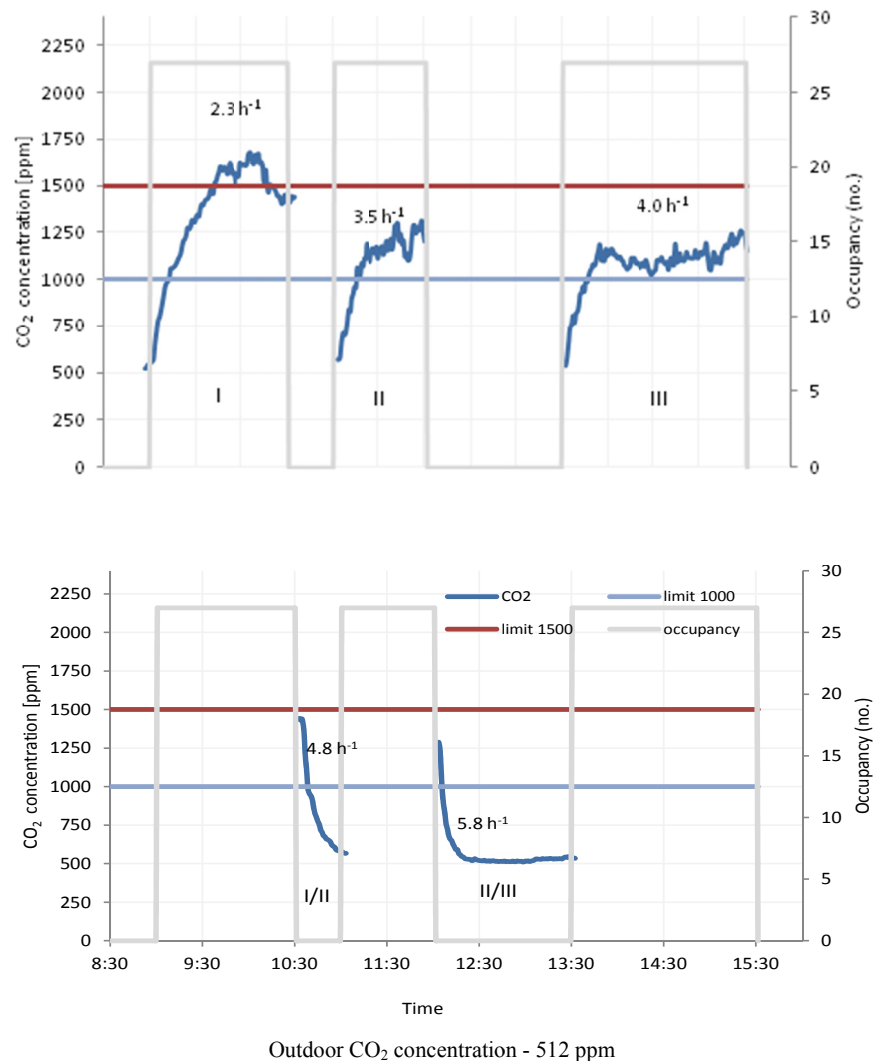 2250
2000
1750
1500
1250
1000
750
500
250
0
CO₂ concentration [ppm]
30
25
20
15
10
5
0
Occupancy (no.)
2.3 h⁻¹
3.5 h⁻¹
4.0 h⁻¹
I
II
III
2250
2000
1750
1500
1250
1000
750
500
250
0
CO₂ concentration [ppm]
30
25
20
15
10
5
0
Occupancy (no.)
CO2
limit 1000
limit 1500
occupancy
4.8 h⁻¹
5.8 h⁻¹
I/II
II/III
8:30 9:30 10:30 11:30 12:30 13:30 14:30 15:30
Time
Outdoor CO₂ concentration - 512 ppm